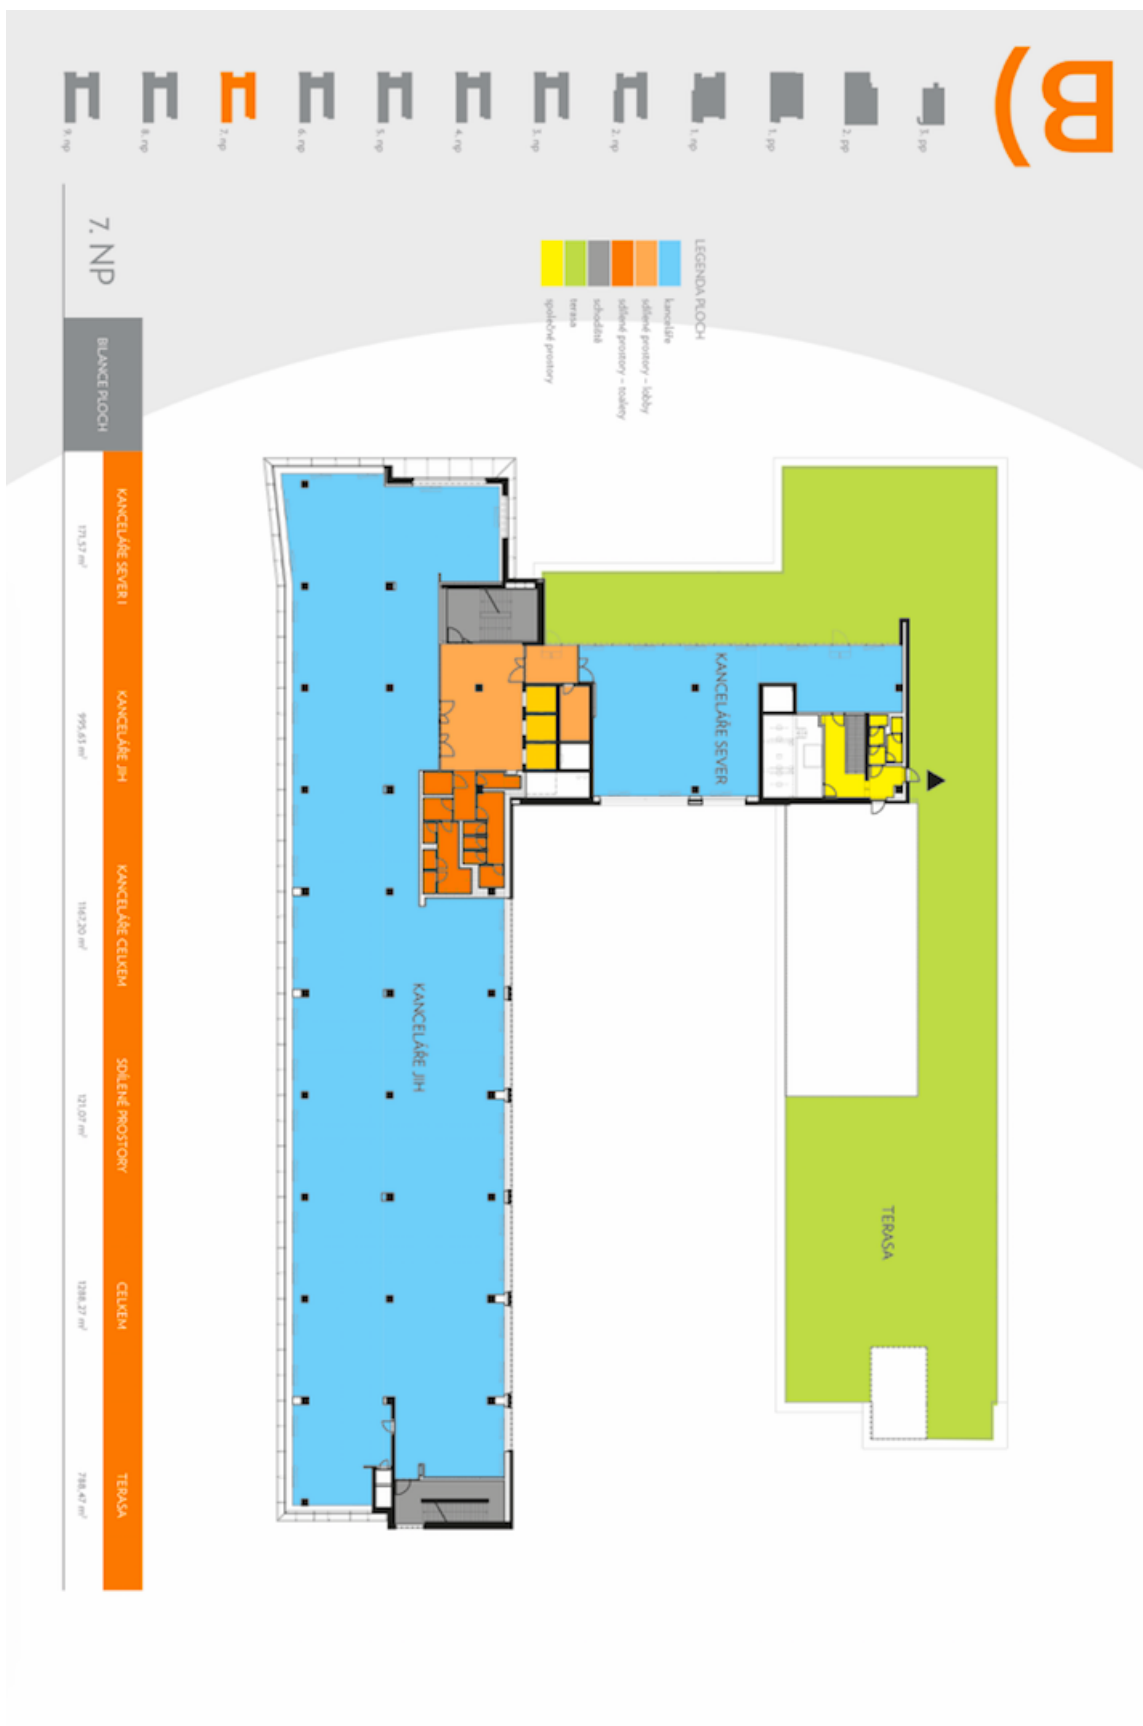 B)
3. pp
2. pp
1. pp
1. np
2. np
3. np
4. np
5. np
6. np
7. np
8. np
9. np
LEGENDA PLOCH
kanceláře
sdílené prostory – lobby
sdílené prostory – toalety
schodiště
terasa
společné prostory
KANCELÁŘE SEVER
TERASA
KANCELÁŘE JIH
7. NP
BILANCE PLOCH
KANCELÁŘE SEVER I
KANCELÁŘE JIH
KANCELÁŘE CELKEM
SDÍLENÉ PROSTORY
CELKEM
TERASA
171,57 m²
995,63 m²
1167,20 m²
121,07 m²
1288,27 m²
788,47 m²